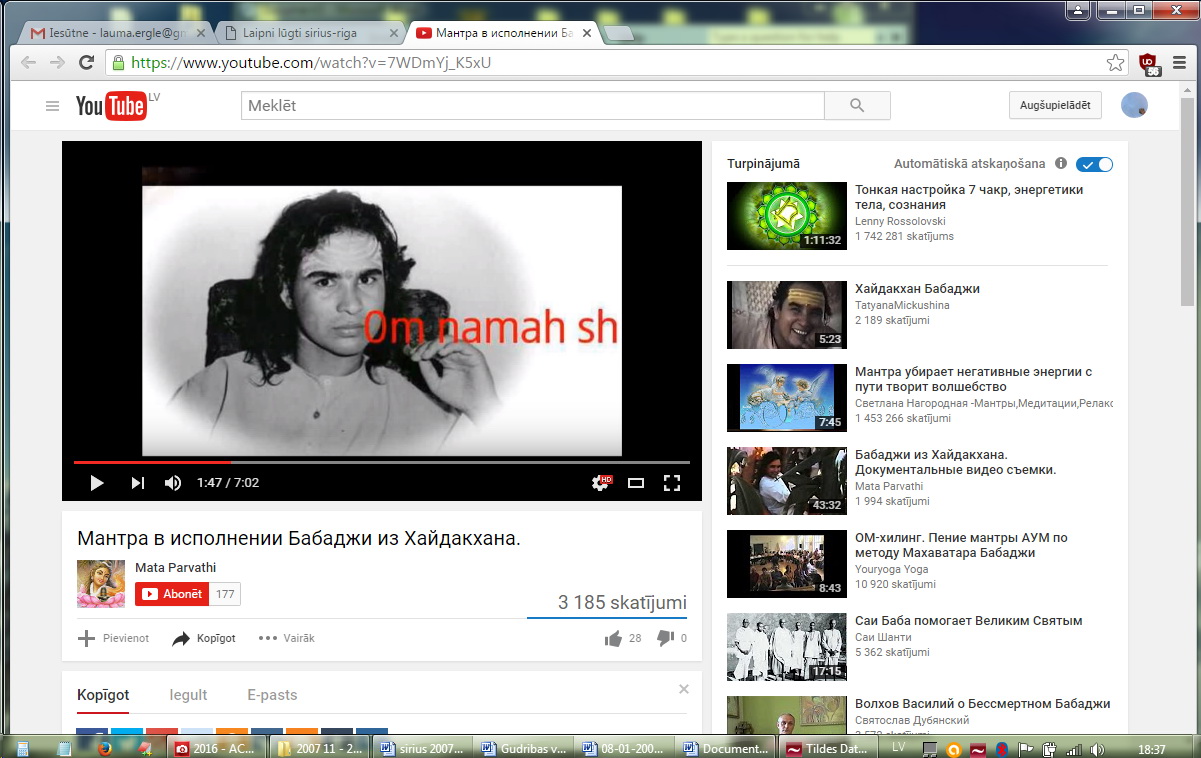 Iesūtne - lauma.ergle@gm
Laipni lūgti sirius-riga
Мантра в исполнении Ба
https://www.youtube.com/watch?v=7WDmYj_K5xU
56
YouTube LV
Meklēt
Augšupielādēt
Om namah sh
1:47 / 7:02
HD
Мантра в исполнении Бабаджи из Хайдакхана.
Mata Parvathi
Abonēt 177
3 185 skatījumi
Pievienot
Kopīgot
Vairāk
28
0
Kopīgot
Iegult
E-pasts
Turpinājumā
Automātiskā atskaņošana
Тонкая настройка 7 чакр, энергетики
тела, сознания
Lenny Rossolovski
1 742 281 skatījums
1:11:32
Хайдакхан Бабаджи
TatyanaMickushina
2 189 skatījumi
5:23
Мантра убирает негативные энергии с
пути творит волшебство
Светлана Нагородная -Мантры,Медитации,Релакс
1 453 266 skatījumi
7:45
Бабаджи из Хайдакхана.
Документальные видео съемки.
Mata Parvathi
1 994 skatījumi
43:32
ОМ-хилинг. Пение мантры АУМ по
методу Махаватара Бабаджи
Youryoga Yoga
10 920 skatījumi
8:43
Саи Баба помогает Великим Святым
Саи Шанти
5 362 skatījumi
17:15
Волхов Василий о Бессмертном Бабаджи
Святослав Дубянский
2016 - AC...
2007 11 - 2...
sirius 2007...
Gudribas v...
08-01-200...
Document...
Tildes Dat...
LV
18:37